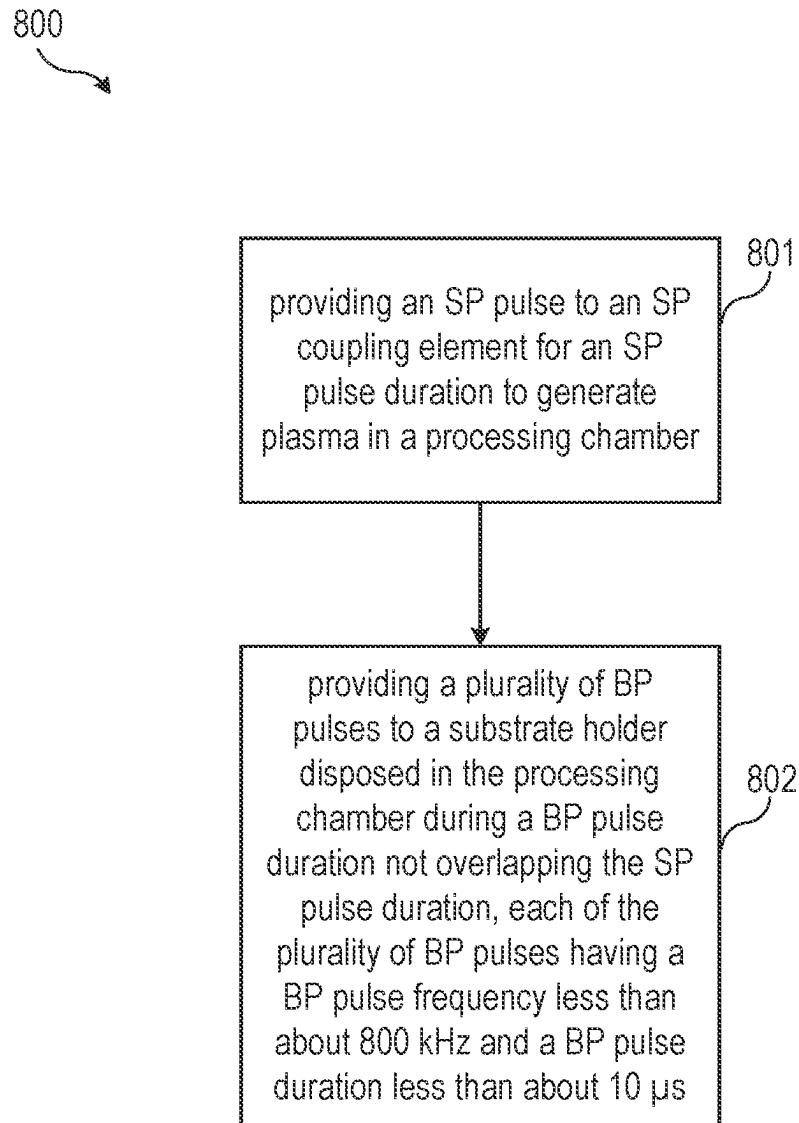 800
801
providing an SP pulse to an SP
coupling element for an SP
pulse duration to generate
plasma in a processing chamber
802
providing a plurality of BP
pulses to a substrate holder
disposed in the processing
chamber during a BP pulse
duration not overlapping the SP
pulse duration, each of the
plurality of BP pulses having a
BP pulse frequency less than
about 800 kHz and a BP pulse
duration less than about 10 µs